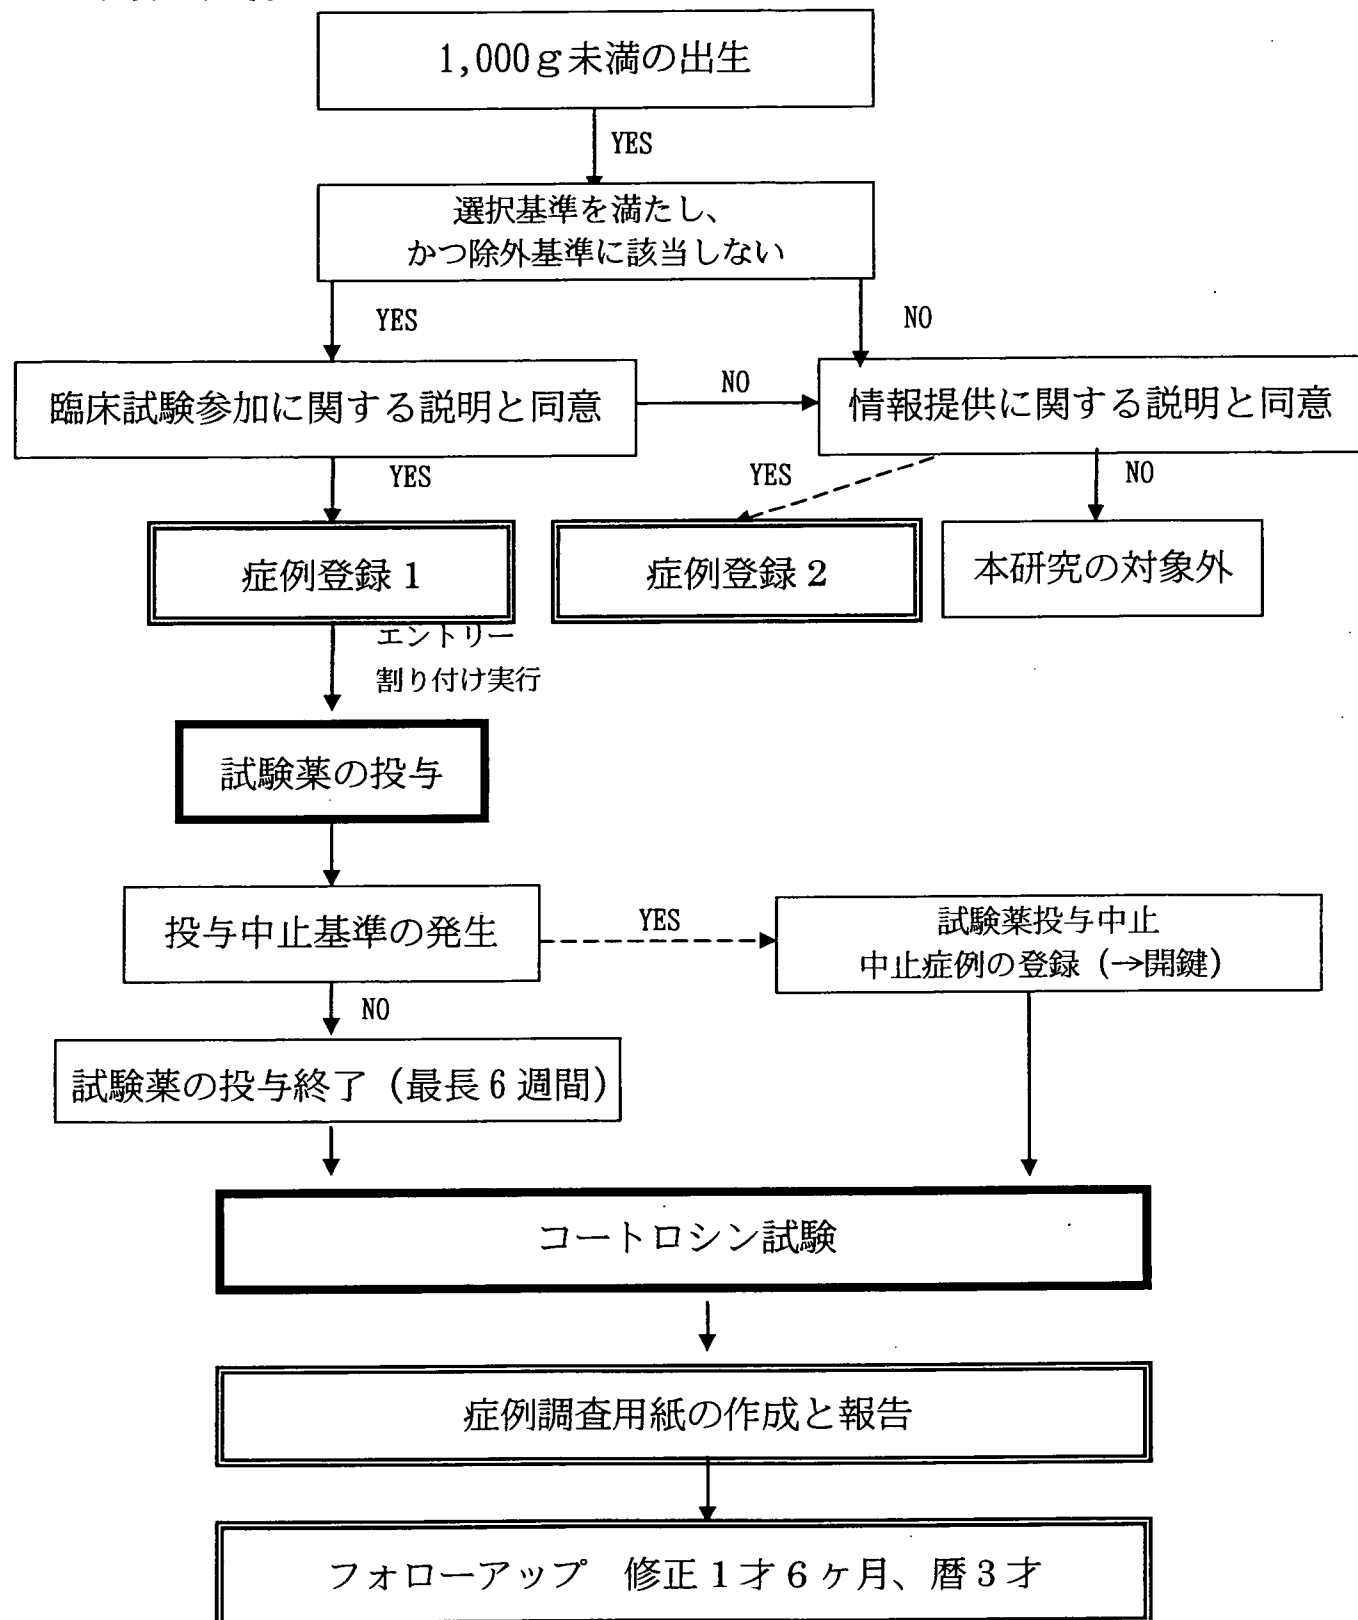 1,000g未満の出生
YES
選択基準を満たし、
かつ除外基準に該当しない
YES
NO
臨床試験参加に関する説明と同意
NO
情報提供に関する説明と同意
YES
YES
NO
症例登録1
症例登録2
本研究の対象外
エントリー
割り付け実行
試験薬の投与
投与中止基準の発生
YES
試験薬投与中止
中止症例の登録（→開鍵）
NO
試験薬の投与終了（最長6週間）
コートロシン試験
症例調査用紙の作成と報告
フォローアップ　修正1才6ヶ月、暦3才